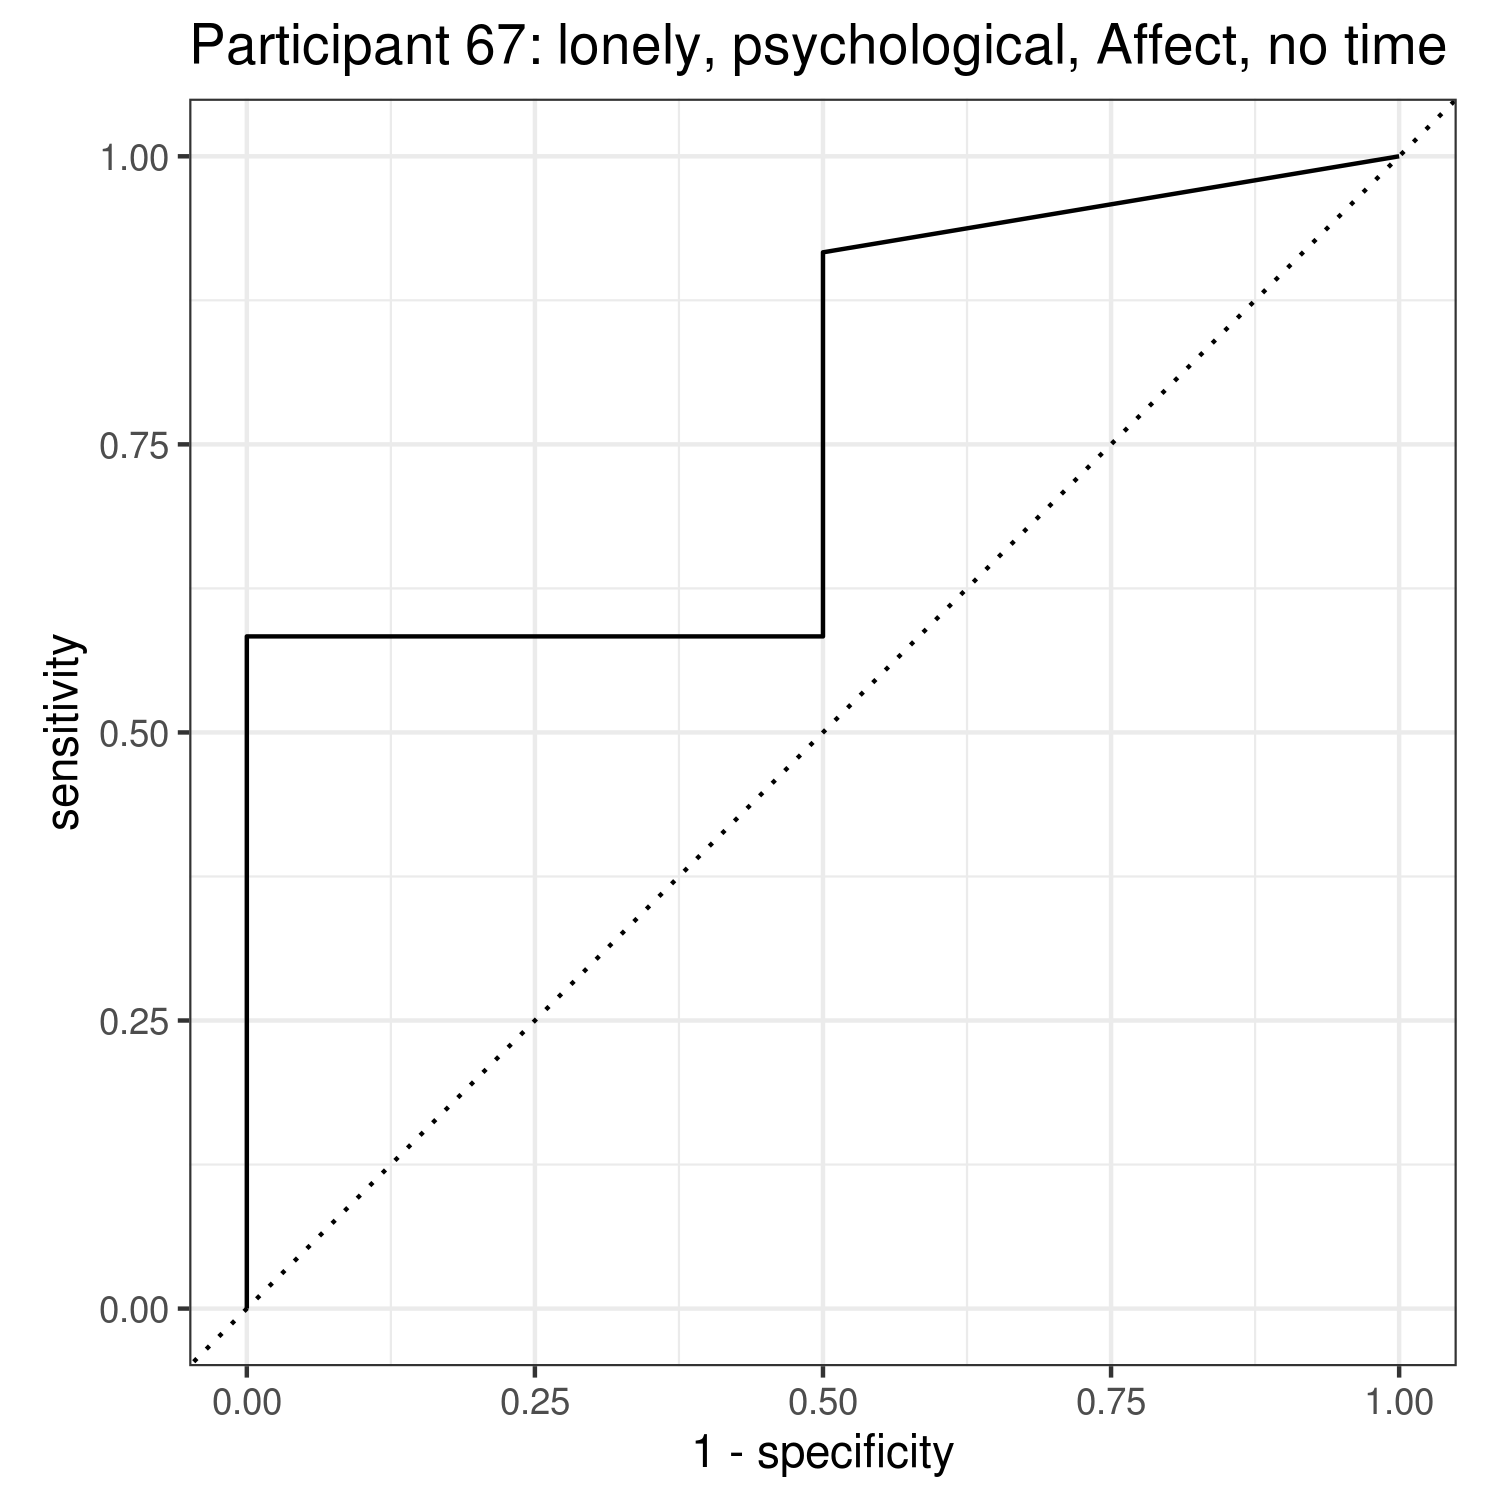 Participant 67: lonely, psychological, Affect, no time
1.00
0.75
0.50
0.25
0.00
sensitivity
0.00 0.25 0.50 0.75 1.00
1 - specificity